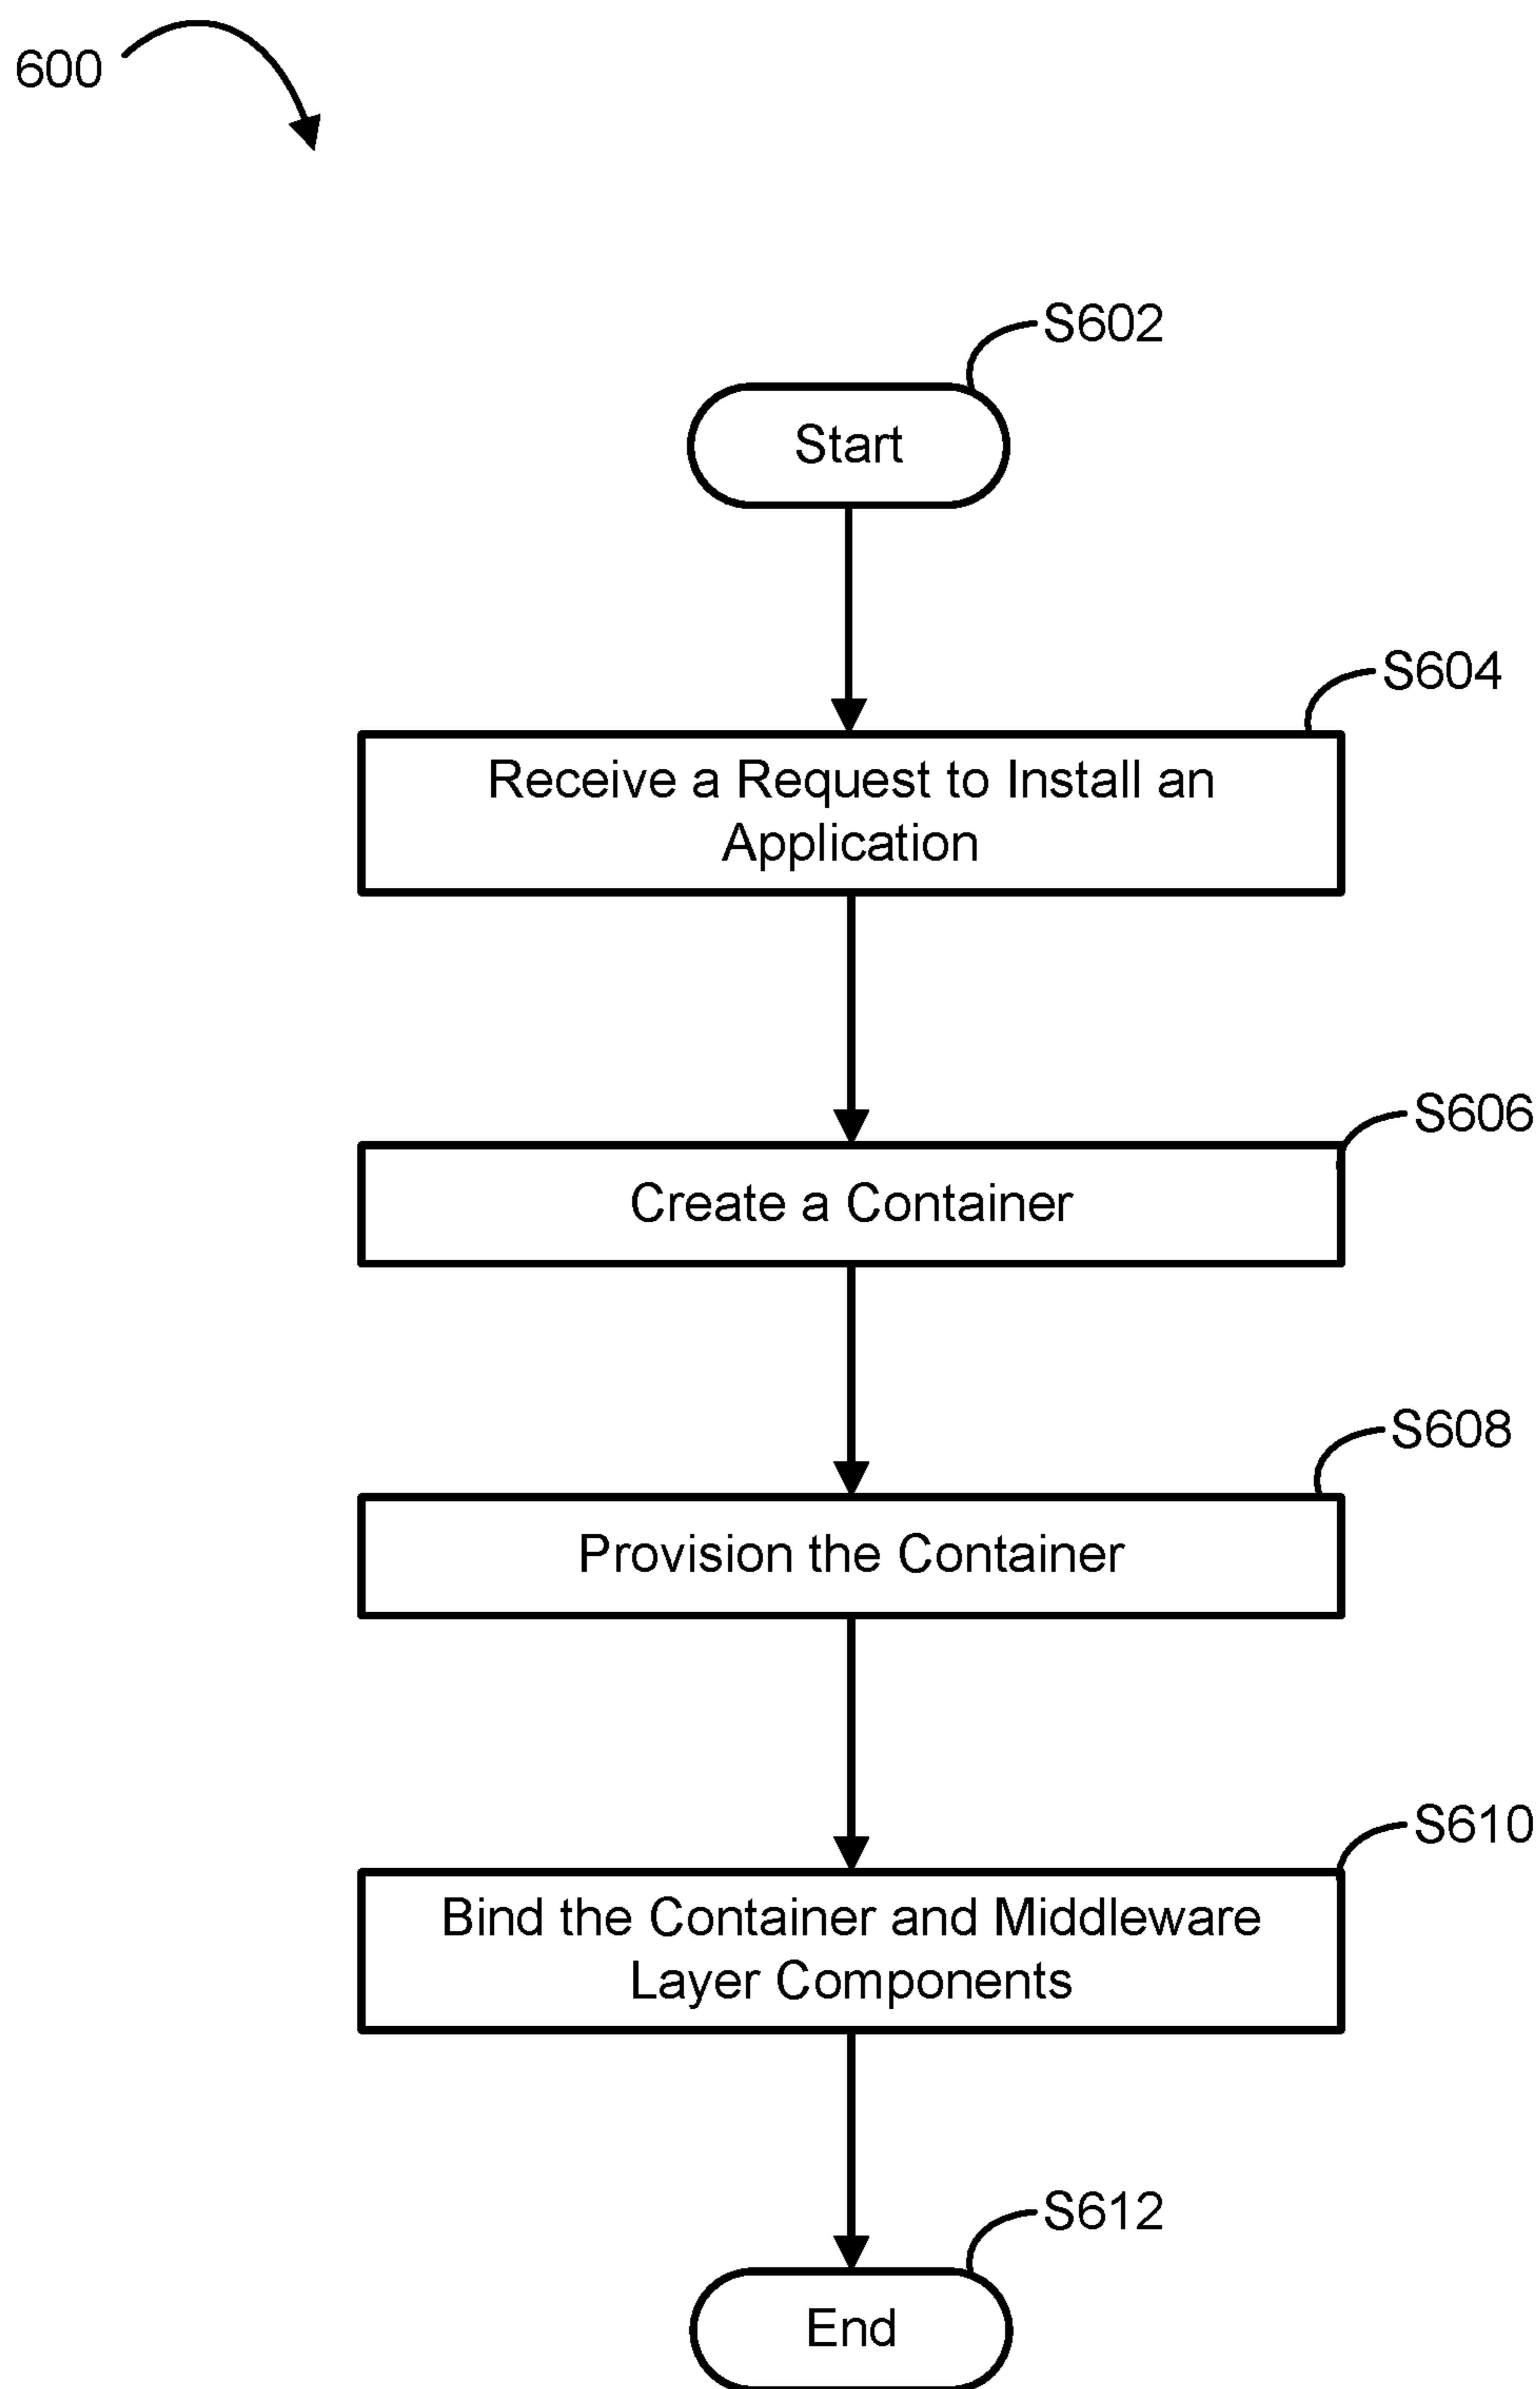 600
S602
Start
S604
Receive a Request to Install an
Application
S606
Create a Container
S608
Provision the Container
S610
Bind the Container and Middleware
Layer Components
S612
End